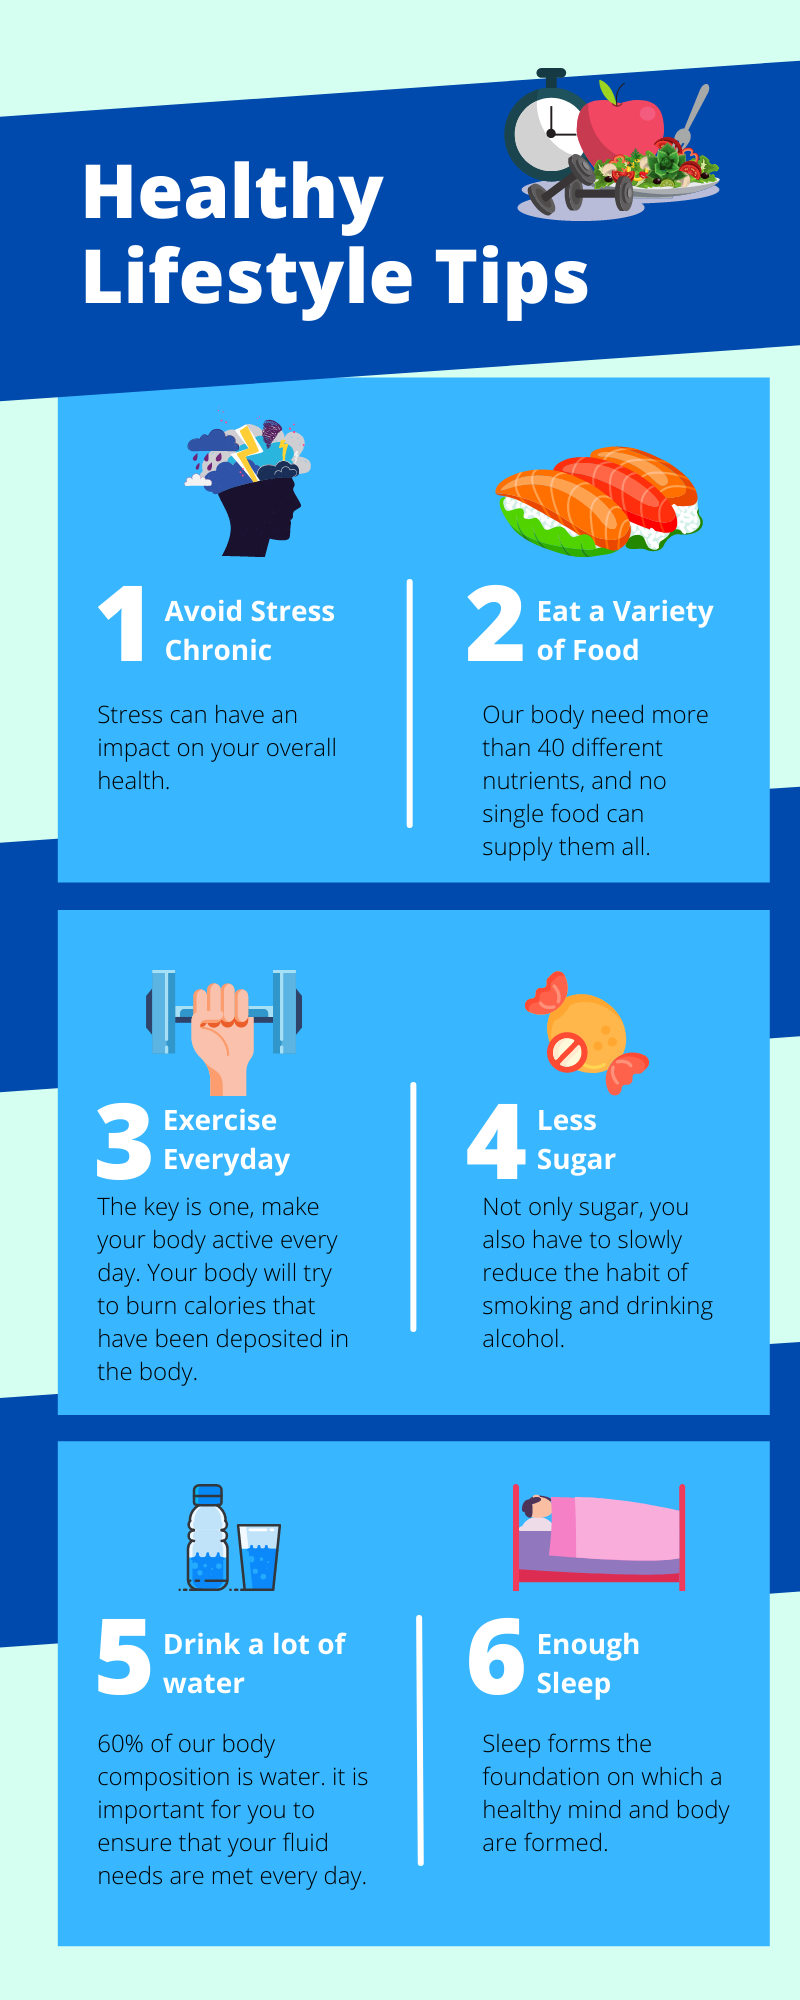 Healthy
Lifestyle Tips
1
Avoid Stress
Chronic
Stress can have an
impact on your overall
health.
2
Eat a Variety
of Food
Our body need more
than 40 different
nutrients, and no
single food can
supply them all.
3
Exercise
Everyday
The key is one, make
your body active every
day. Your body will try
to burn calories that
have been deposited in
the body.
4
Less
Sugar
Not only sugar, you
also have to slowly
reduce the habit of
smoking and drinking
alcohol.
5
Drink a lot of
water
60% of our body
composition is water. it is
important for you to
ensure that your fluid
needs are met every day.
6
Enough
Sleep
Sleep forms the
foundation on which a
healthy mind and body
are formed.